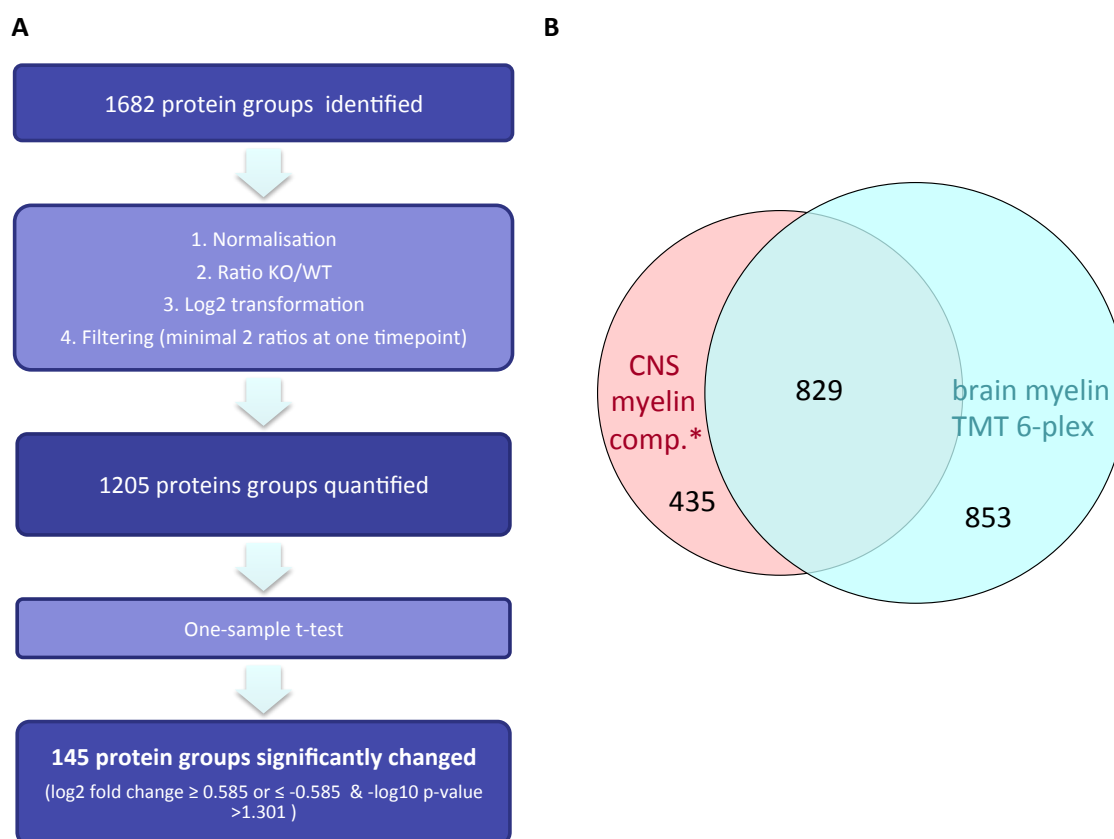 A
1682 protein groups identified
1. Normalisation
2. Ratio KO/WT
3. Log2 transformation
4. Filtering (minimal 2 ratios at one timepoint)
1205 proteins groups quantified
One-sample t-test
145 protein groups significantly changed
(log2 fold change ≥ 0.585 or ≤ -0.585 & -log10 p-value
>1.301 )
B
CNS
myelin
comp.*
435
829
brain myelin
TMT 6-plex
853